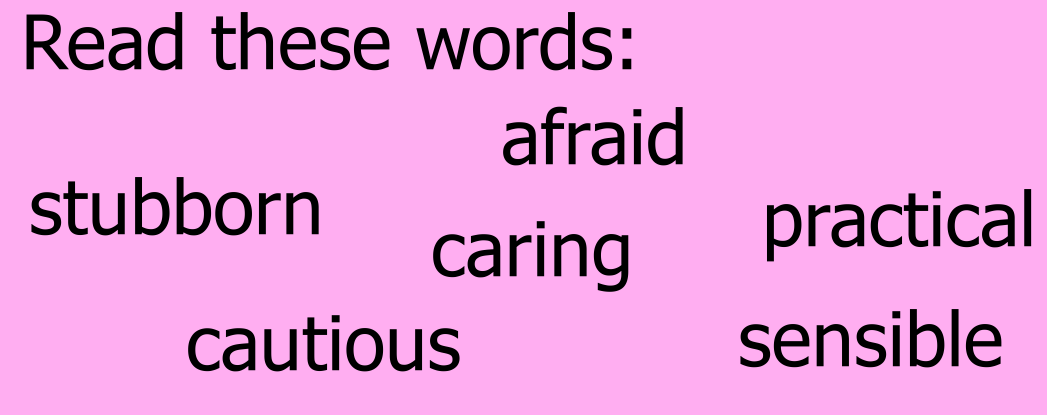 Read these words:
afraid
stubborn
practical
caring
cautious
sensible